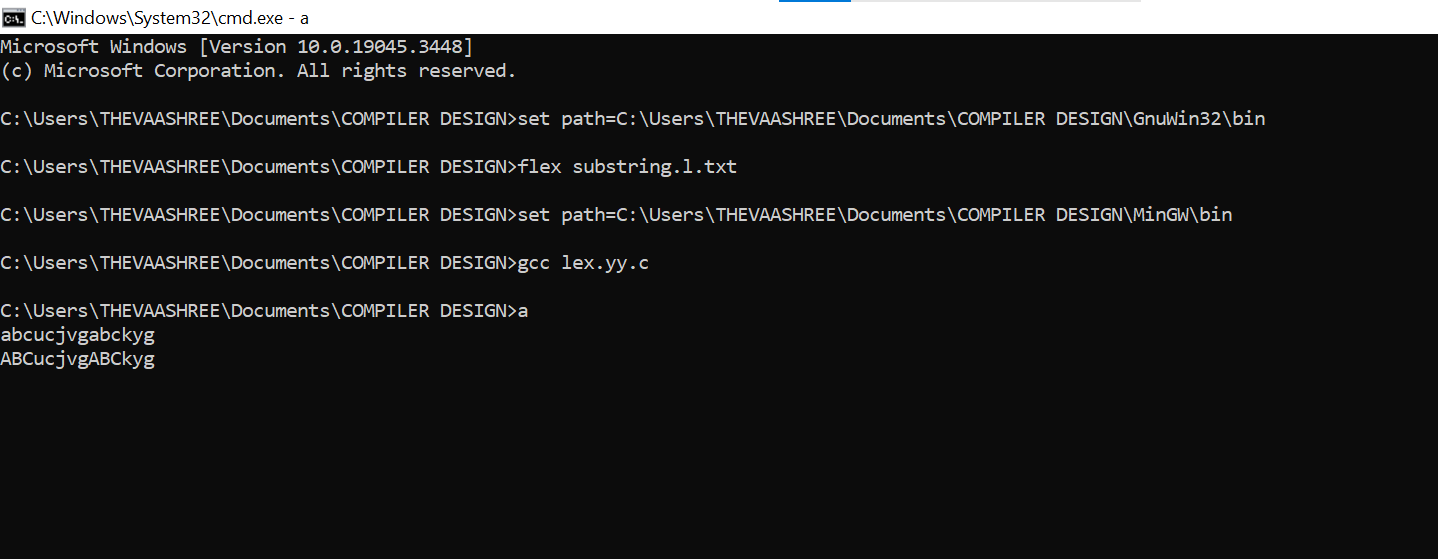 C:\Windows\System32\cmd.exe - a
Microsoft Windows [Version 10.0.19045.3448]
(c) Microsoft Corporation. All rights reserved.
C:\Users\THEVAASHREE\Documents\COMPILER DESIGN>set path=C:\Users\THEVAASHREE\Documents\COMPILER DESIGN\GnuWin32\bin
C:\Users\THEVAASHREE\Documents\COMPILER DESIGN>flex substring.l.txt
C:\Users\THEVAASHREE\Documents\COMPILER DESIGN>set path=C:\Users\THEVAASHREE\Documents\COMPILER DESIGN\MinGW\bin
C:\Users\THEVAASHREE\Documents\COMPILER DESIGN>gcc lex.yy.c
C:\Users\THEVAASHREE\Documents\COMPILER DESIGN>a
abcucjvgabckyg
ABCucjvgABCkyg